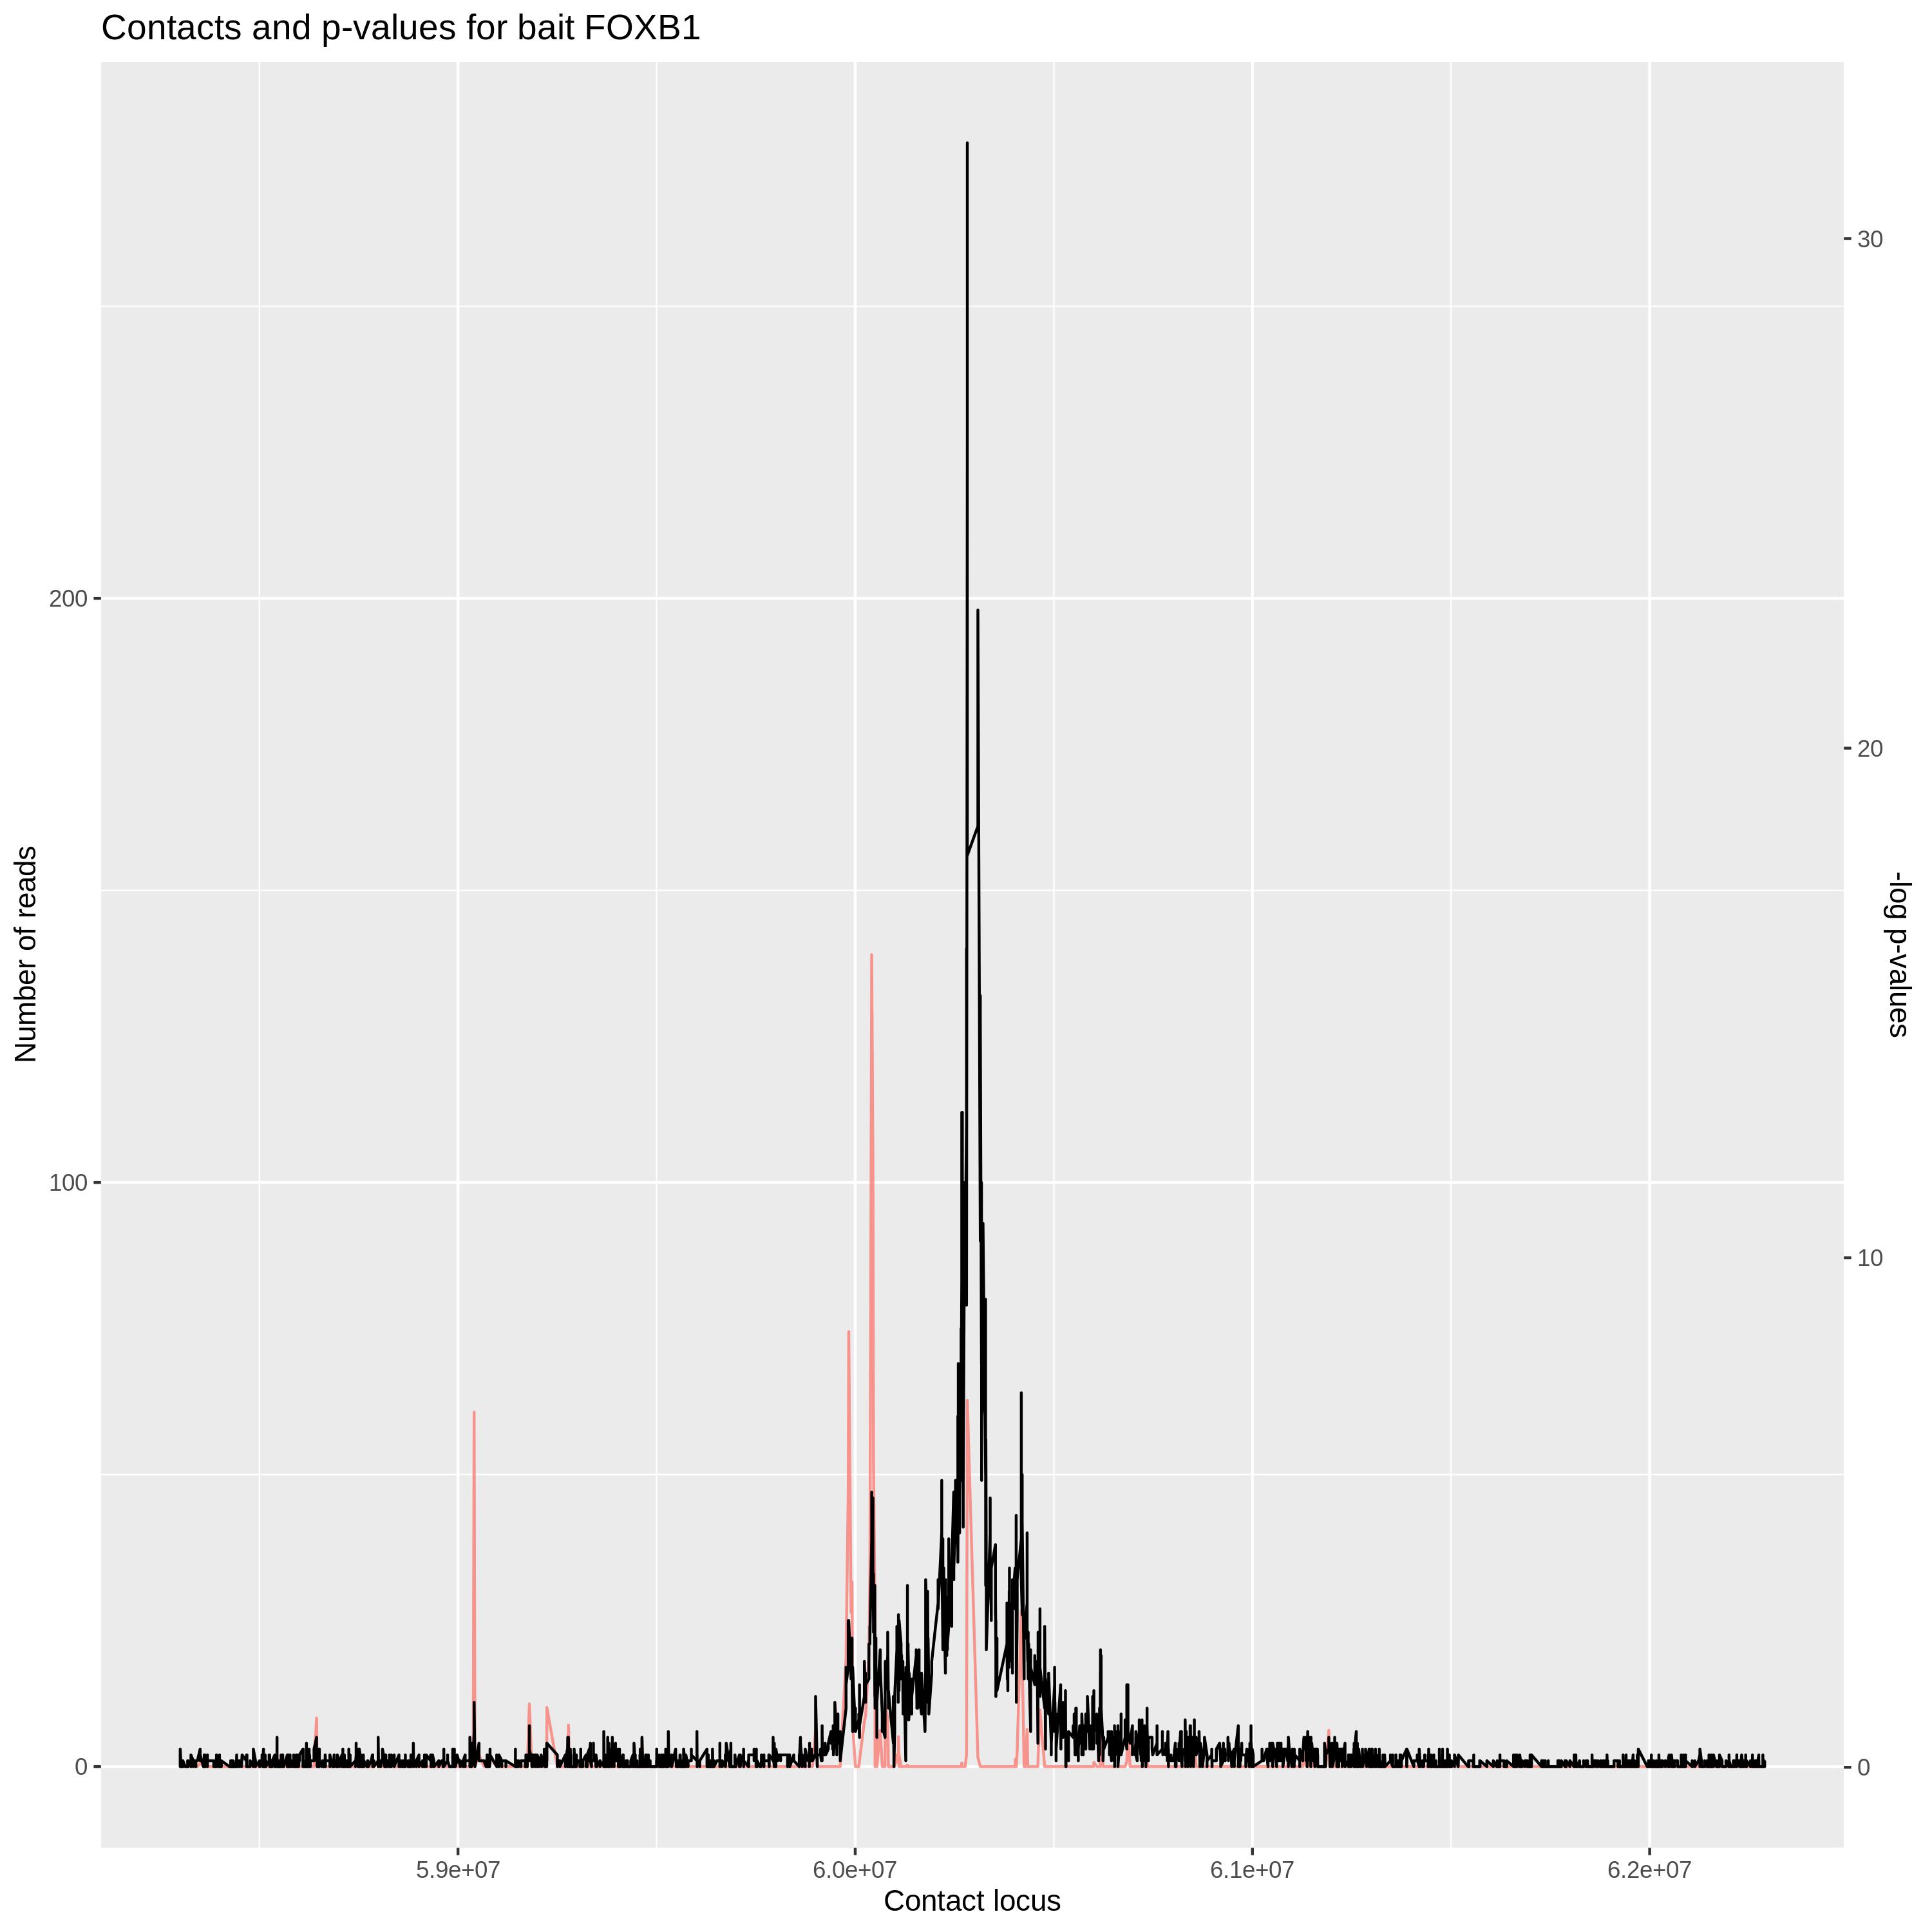 Contacts and p-values for bait FOXB1
Number of reads
200
100
0
30
20
10
0
-log p-values
5.9e+07 6.0e+07 6.1e+07 6.2e+07
Contact locus